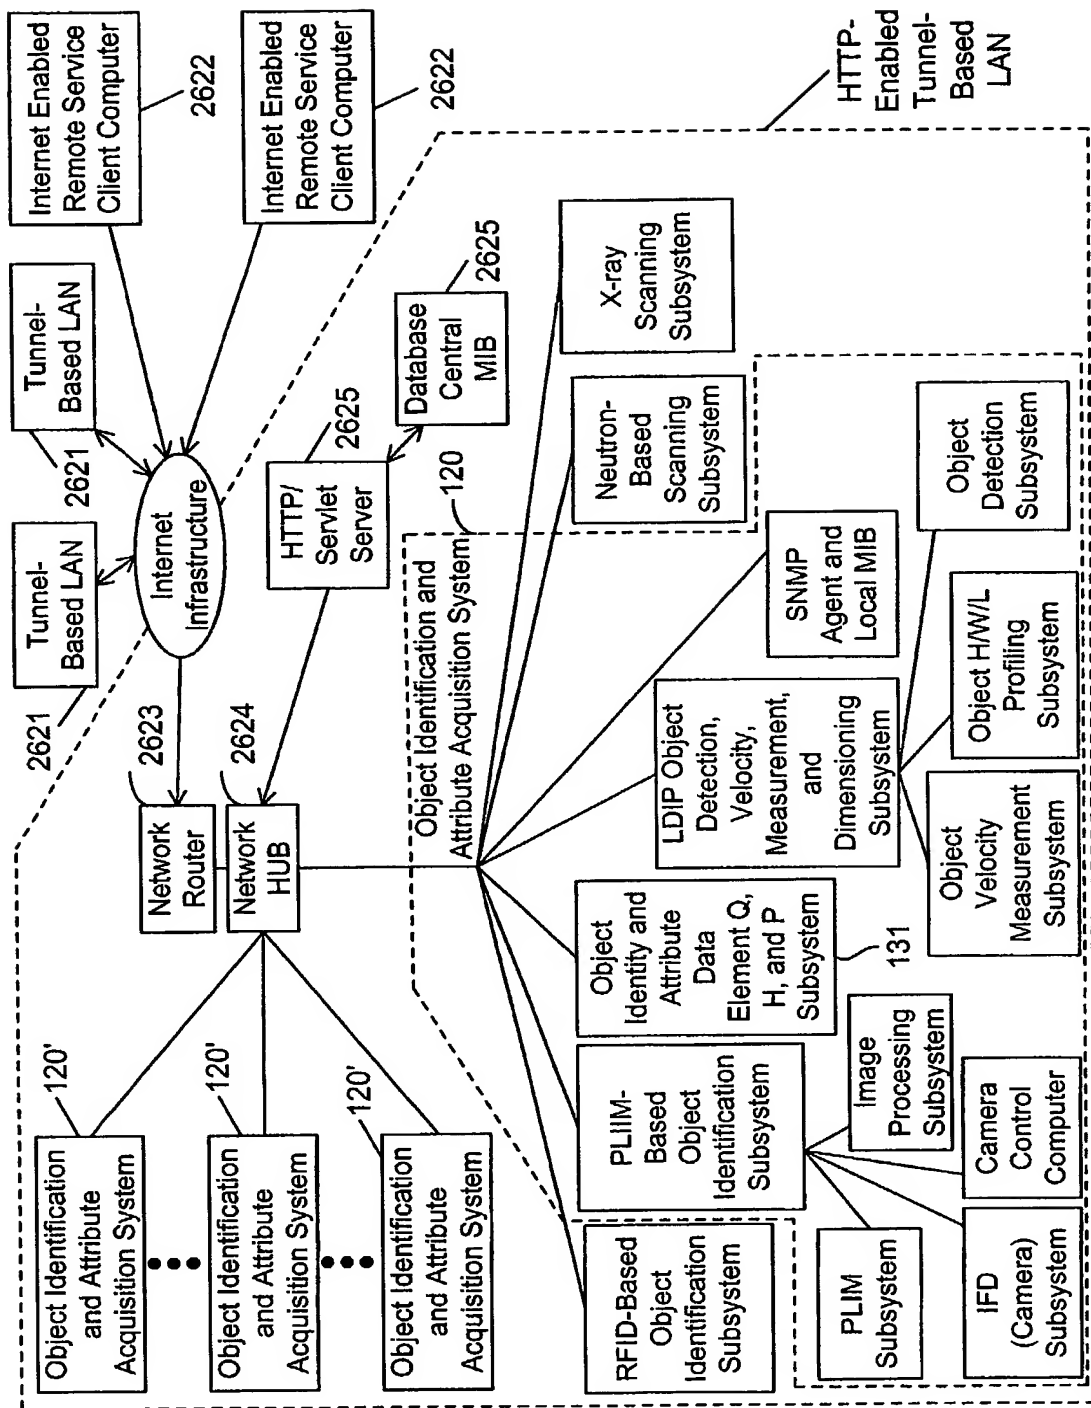 Internet Enabled
Remote Service
Client Computer
2622
Internet Enabled
Remote Service
Client Computer
2622
HTTP-
Enabled
Tunnel-
Based
LAN
Tunnel-
Based LAN
2621
Tunnel-
Based LAN
2621
Internet
Infrastructure
HTTP/
Servlet
Server
2625
Database
Central
MIB
2625
Network
Router
2623
Network
HUB
2624
Object Identification
and Attribute
Acquisition System
120'
Object Identification
and Attribute
Acquisition System
120'
Object Identification
and Attribute
Acquisition System
120'
Object Identification and
Attribute Acquisition System
120
RFID-Based
Object
Identification
Subsystem
PLIIM-
Based Object
Identification
Subsystem
Object
Identity and
Attribute
Data
Element Q,
H, and P
Subsystem
131
LDIP Object
Detection,
Velocity,
Measurement,
and
Dimensioning
Subsystem
SNMP
Agent and
Local MIB
Neutron-
Based
Scanning
Subsystem
X-ray
Scanning
Subsystem
PLIM
Subsystem
IFD
(Camera)
Subsystem
Camera
Control
Computer
Image
Processing
Subsystem
Object
Velocity
Measurement
Subsystem
Object H/W/L
Profiling
Subsystem
Object
Detection
Subsystem